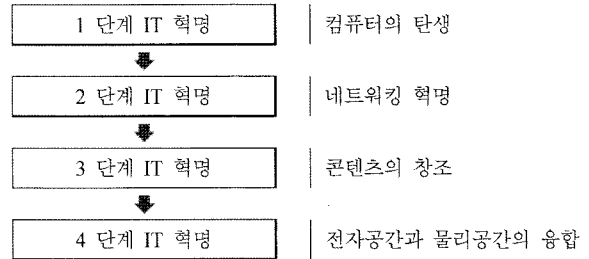 1 단계 IT 혁명 컴퓨터의 탄생
2 단계 IT 혁명 네트워킹 혁명
3 단계 IT 혁명 콘텐츠의 창조
4 단계 IT 혁명 전자공간과 물리공간의 융합